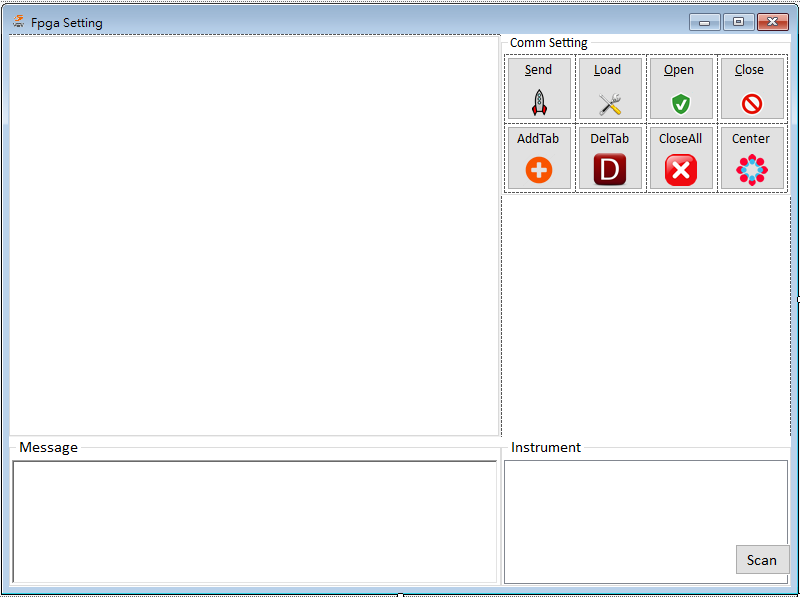 Fpga Setting
Comm Setting
Send Load Open Close
AddTab DelTab CloseAll Center
D
Message Instrument
Scan